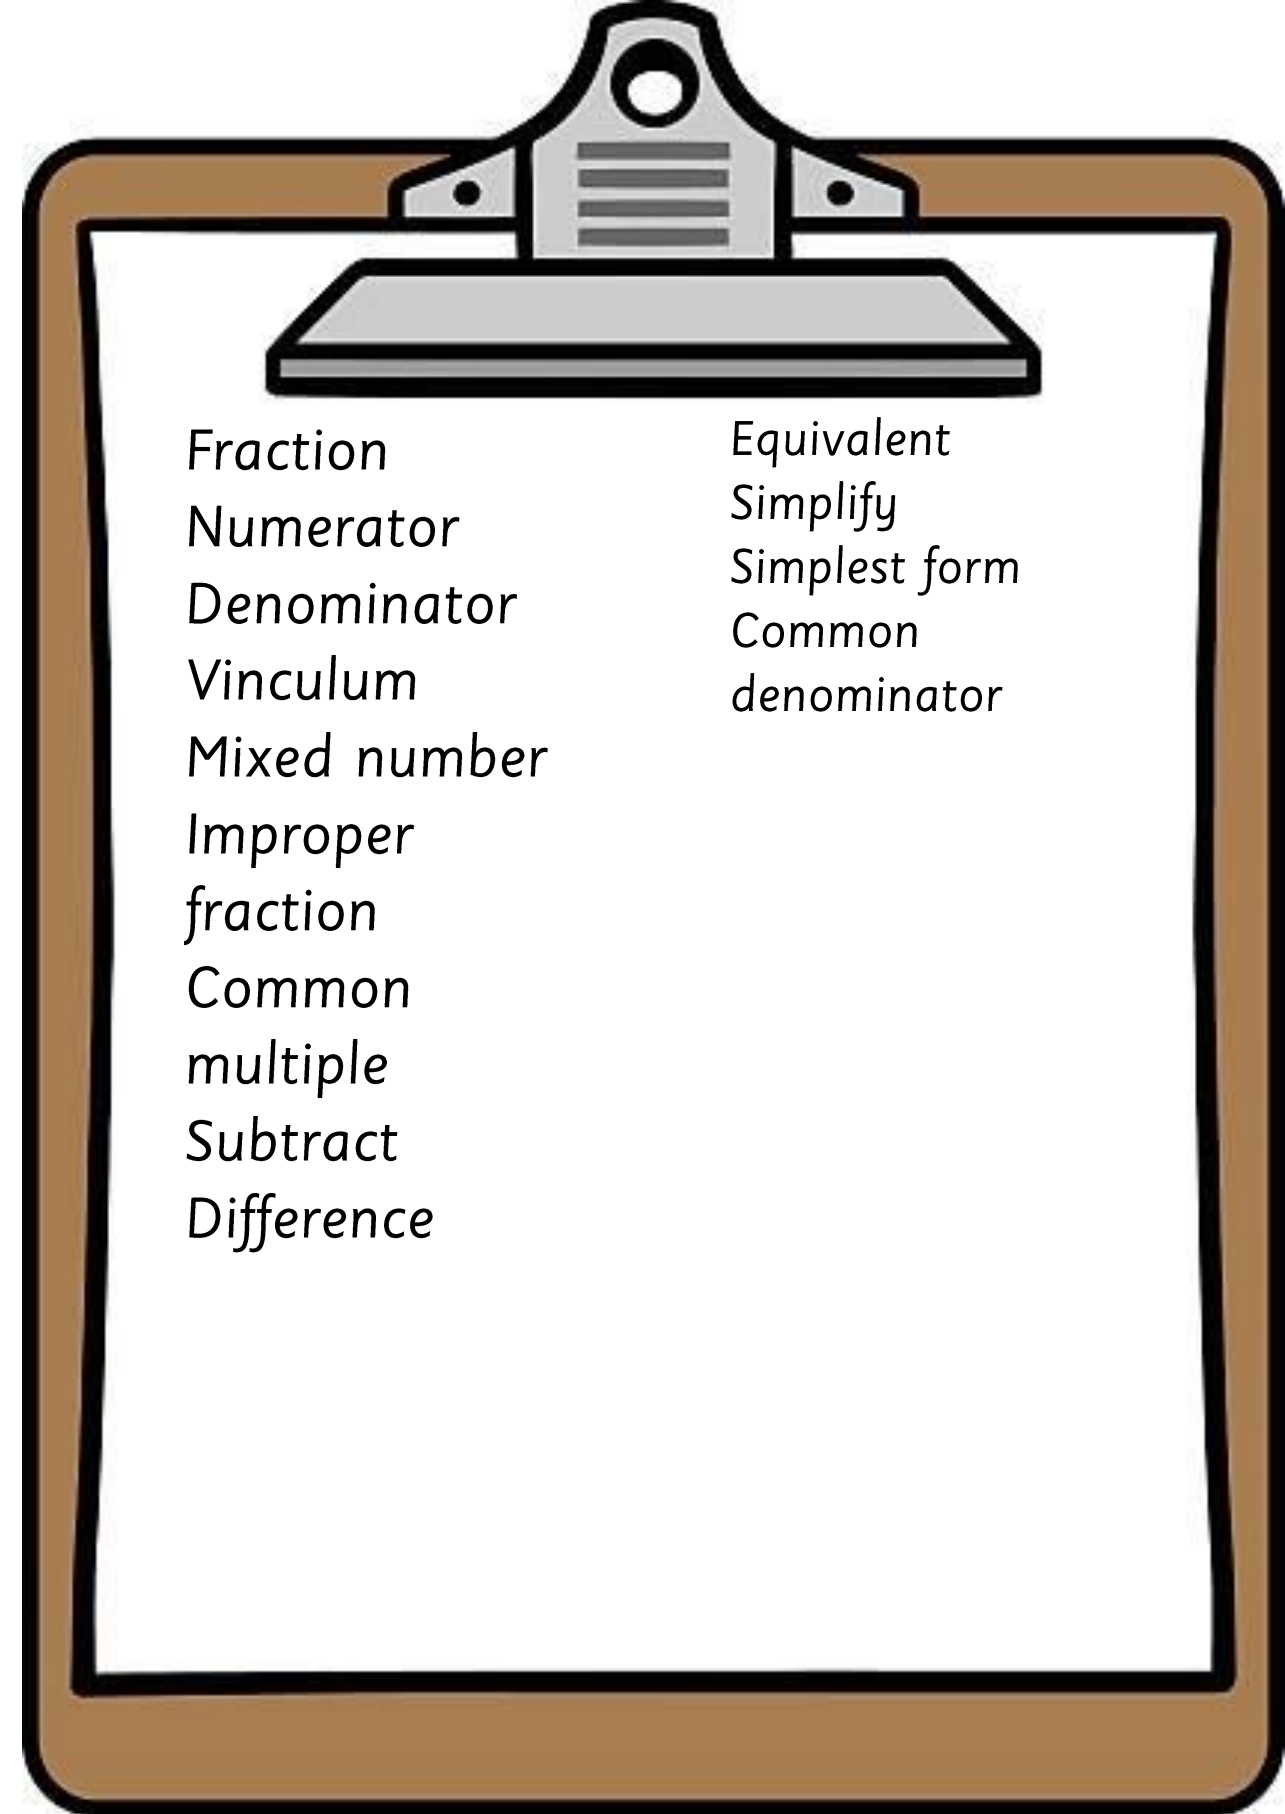 Fraction
Numerator
Denominator
Vinculum
Mixed number
Improper
fraction
Common
multiple
Subtract
Difference
Equivalent
Simplify
Simplest form
Common
denominator